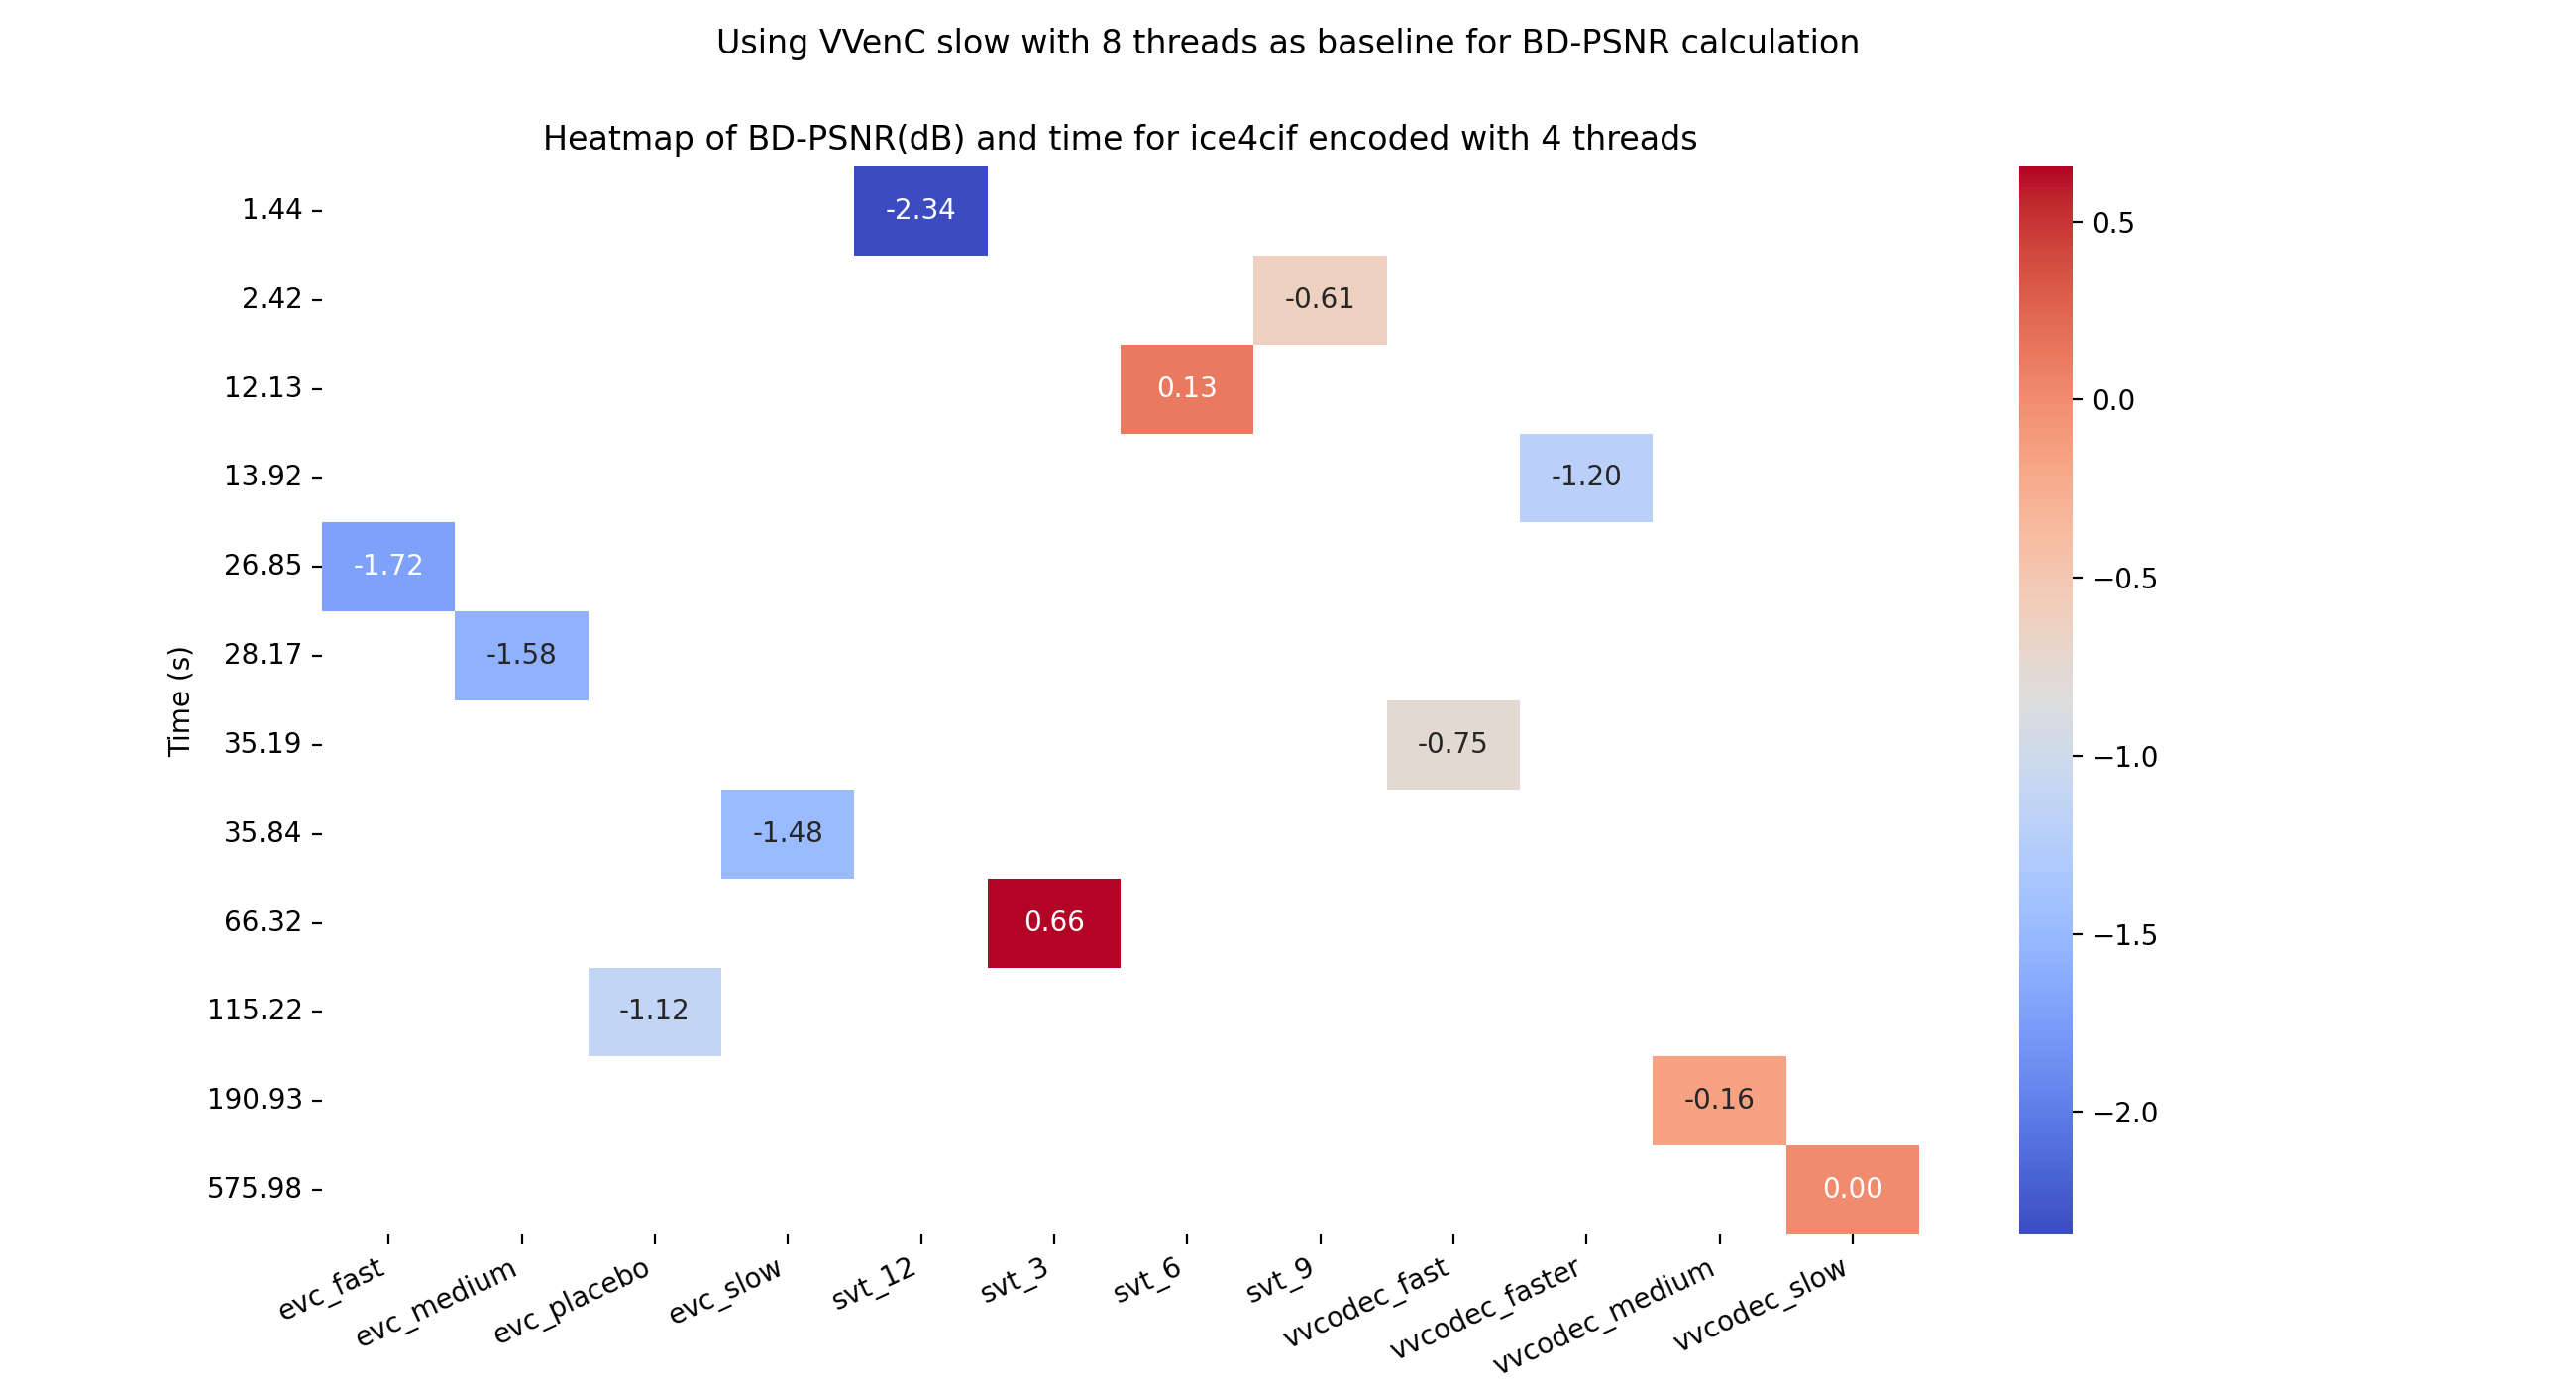 Using VVenC slow with 8 threads as baseline for BD-PSNR calculation
Heatmap of BD-PSNR(dB) and time for ice4cif encoded with 4 threads
Time (s)
1.44
2.42
12.13
13.92
26.85
28.17
35.19
35.84
66.32
115.22
190.93
575.98
-2.34
-0.61
0.13
-1.20
-1.72
-1.58
-0.75
-1.48
0.66
-1.12
-0.16
0.00
evc_fast
evc_medium
evc_placebo
evc_slow
svt_12
svt_3
svt_6
svt_9
vvcodec_fast
vvcodec_faster
vvcodec_medium
vvcodec_slow
0.5
0.0
−0.5
−1.0
−1.5
−2.0